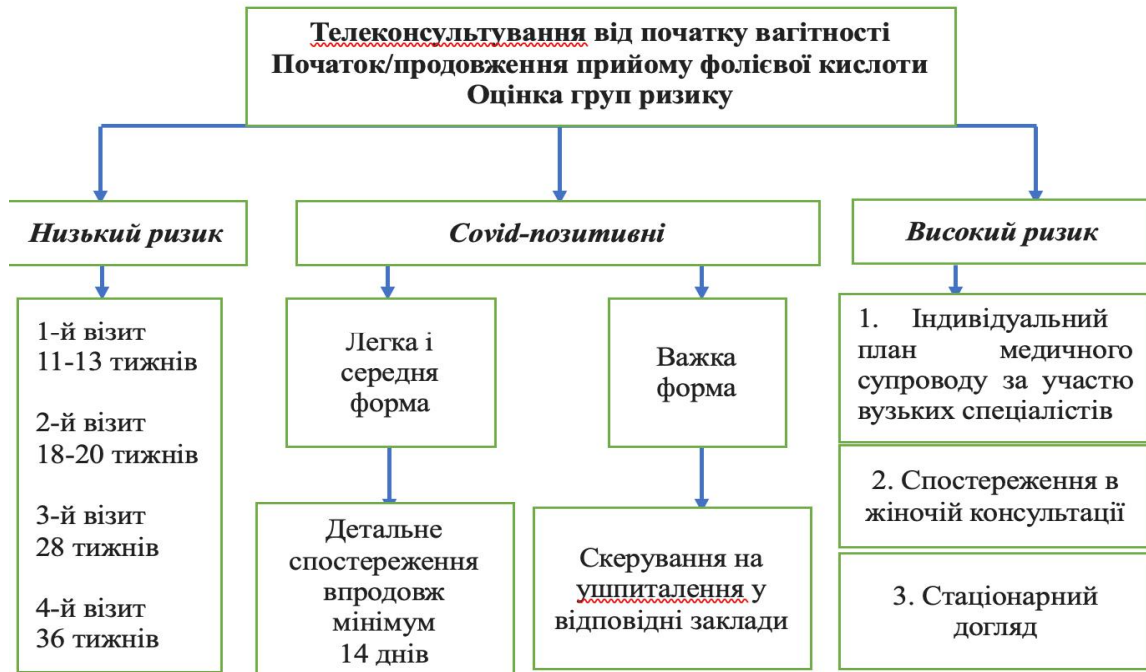 Телеконсультування від початку вагітності
Початок/продовження прийому фолієвої кислоти
Оцінка груп ризику
Низький ризик
Covid-позитивні
Високий ризик
1-й візит
11-13 тижнів
2-й візит
18-20 тижнів
3-й візит
28 тижнів
4-й візит
36 тижнів
Легка і
середня
форма
Детальне
спостереження
впродовж
мінімум
14 днів
Важка
форма
Скерування на
ушпиталення у
відповідні заклади
1. Індивідуальний
план медичного
супроводу за участю
вузьких спеціалістів
2. Спостереження в
жіночій консультації
3. Стаціонарний
догляд